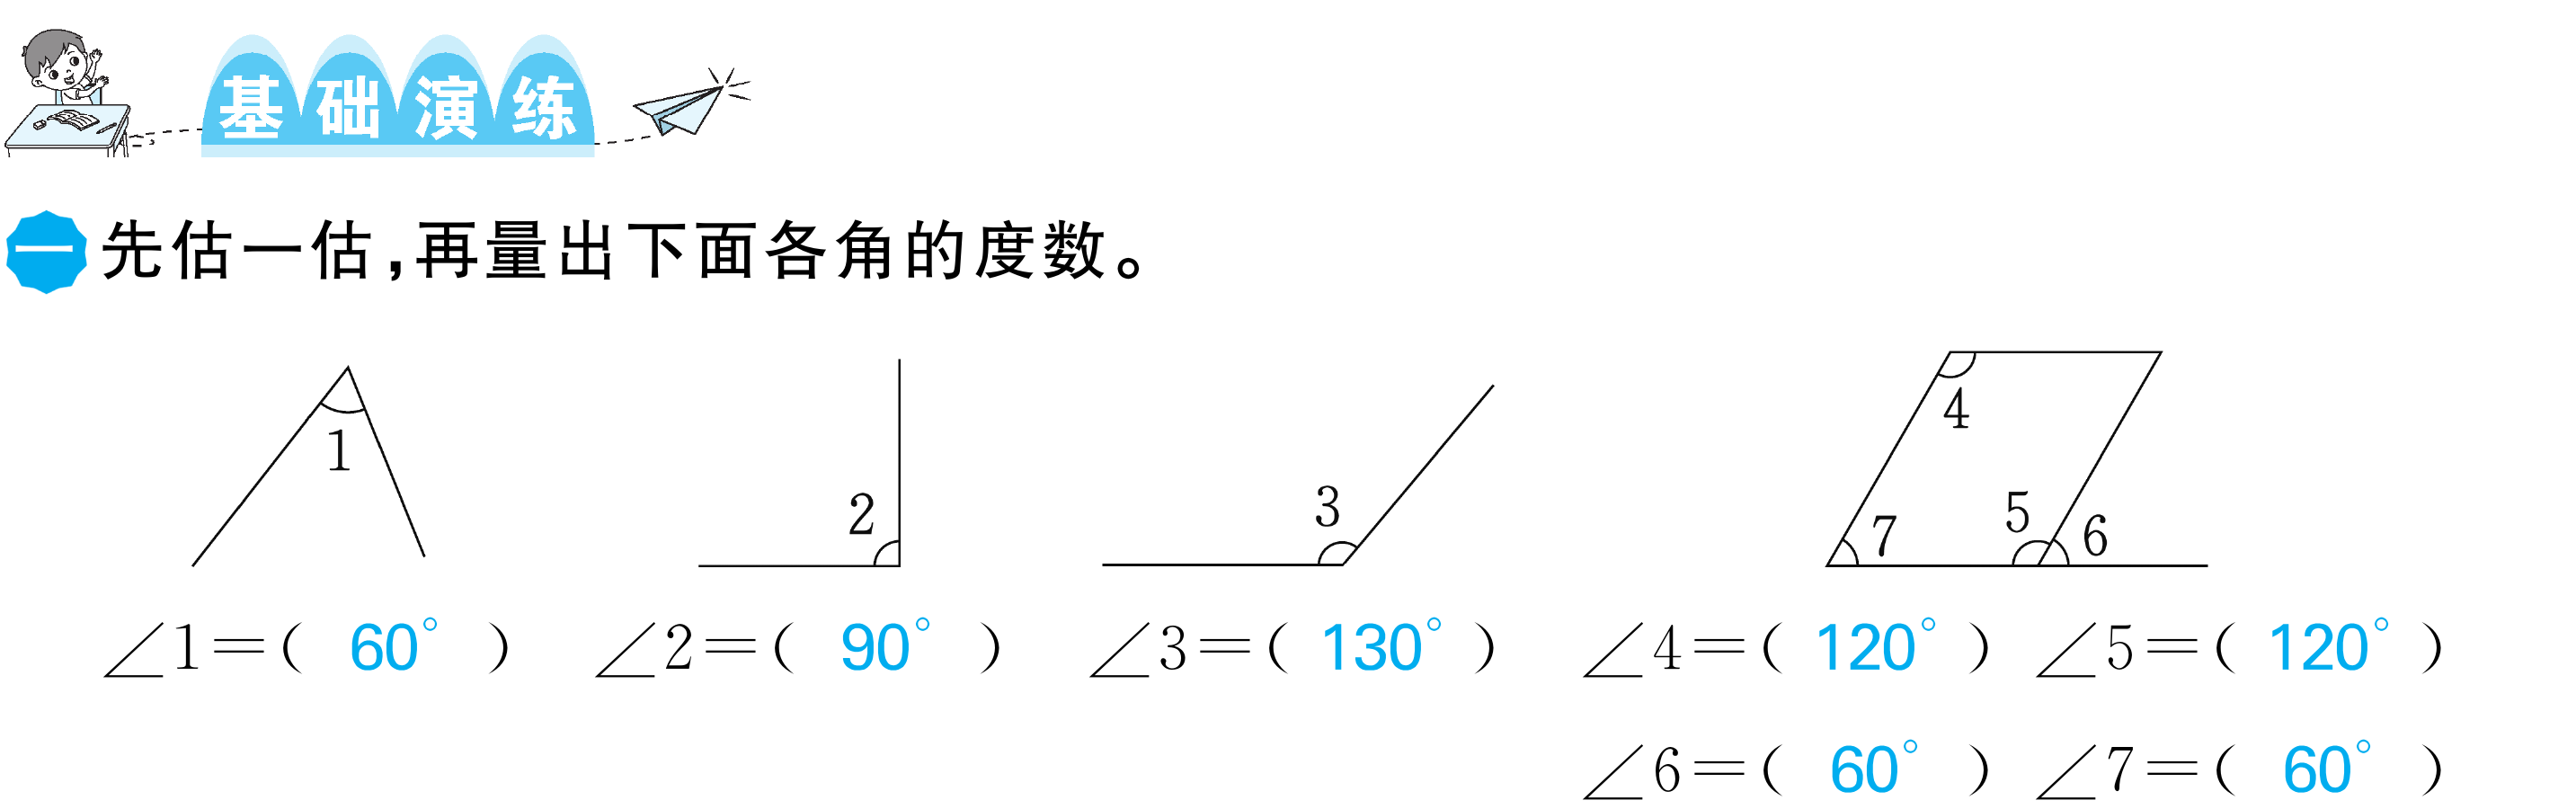 基础演练
一 先估一估,再量出下面各角的度数。
1
2
3
4
5
6
7
∠1=( 60° ) ∠2=( 90° ) ∠3=( 130° ) ∠4=( 120° ) ∠5=( 120° )
∠6=( 60° ) ∠7=( 60° )